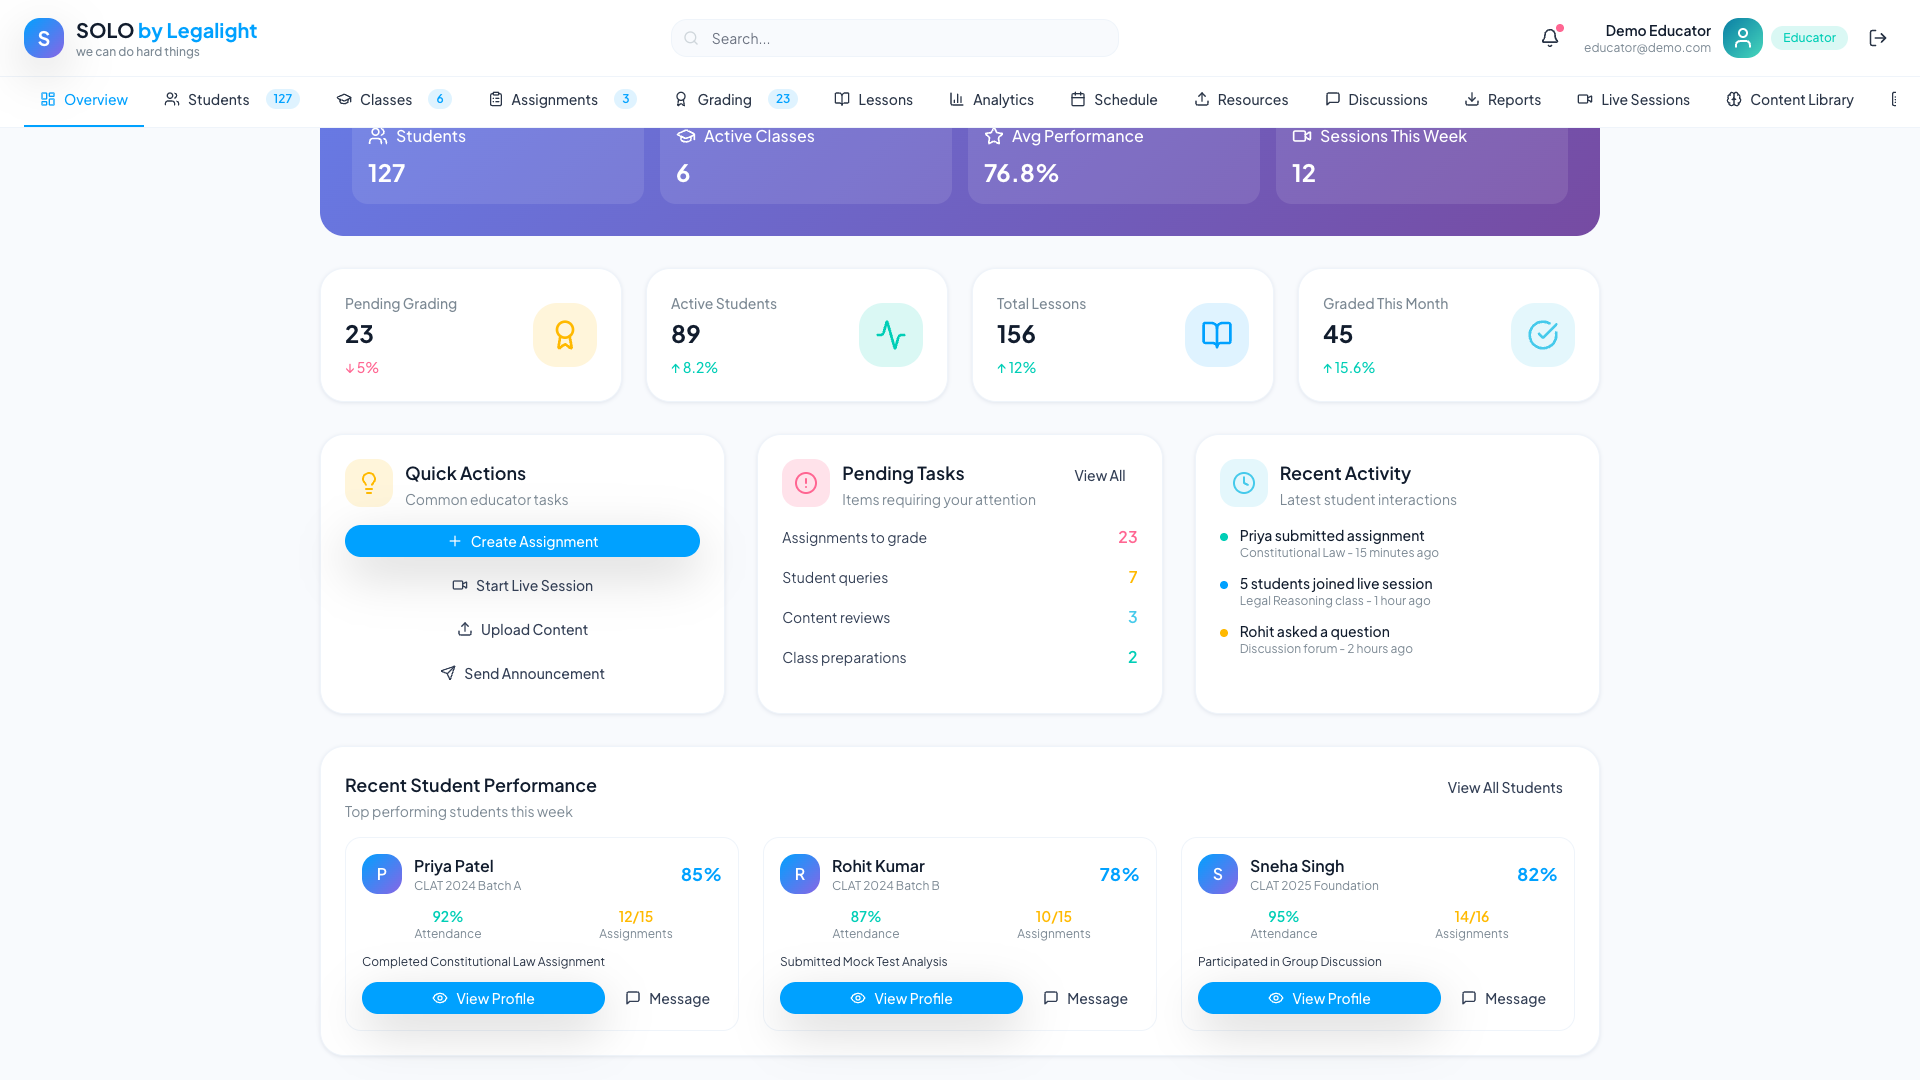 S
SOLO by Legalight
we can do hard things
Search...
Demo Educator
educator@demo.com
Educator
Overview
Students 127
Classes 6
Assignments 3
Grading 23
Lessons
Analytics
Schedule
Resources
Discussions
Reports
Live Sessions
Content Library
Students
127
Active Classes
6
Avg Performance
76.8%
Sessions This Week
12
Pending Grading
23
↓ 5%
Active Students
89
↑ 8.2%
Total Lessons
156
↑ 12%
Graded This Month
45
↑ 15.6%
Quick Actions
Common educator tasks
+ Create Assignment
Start Live Session
Upload Content
Send Announcement
Pending Tasks
Items requiring your attention
View All
Assignments to grade 23
Student queries 7
Content reviews 3
Class preparations 2
Recent Activity
Latest student interactions
Priya submitted assignment
Constitutional Law - 15 minutes ago
5 students joined live session
Legal Reasoning class - 1 hour ago
Rohit asked a question
Discussion forum - 2 hours ago
Recent Student Performance
Top performing students this week
View All Students
P
Priya Patel
CLAT 2024 Batch A
85%
92%
Attendance
12/15
Assignments
Completed Constitutional Law Assignment
View Profile
Message
R
Rohit Kumar
CLAT 2024 Batch B
78%
87%
Attendance
10/15
Assignments
Submitted Mock Test Analysis
View Profile
Message
S
Sneha Singh
CLAT 2025 Foundation
82%
95%
Attendance
14/16
Assignments
Participated in Group Discussion
View Profile
Message